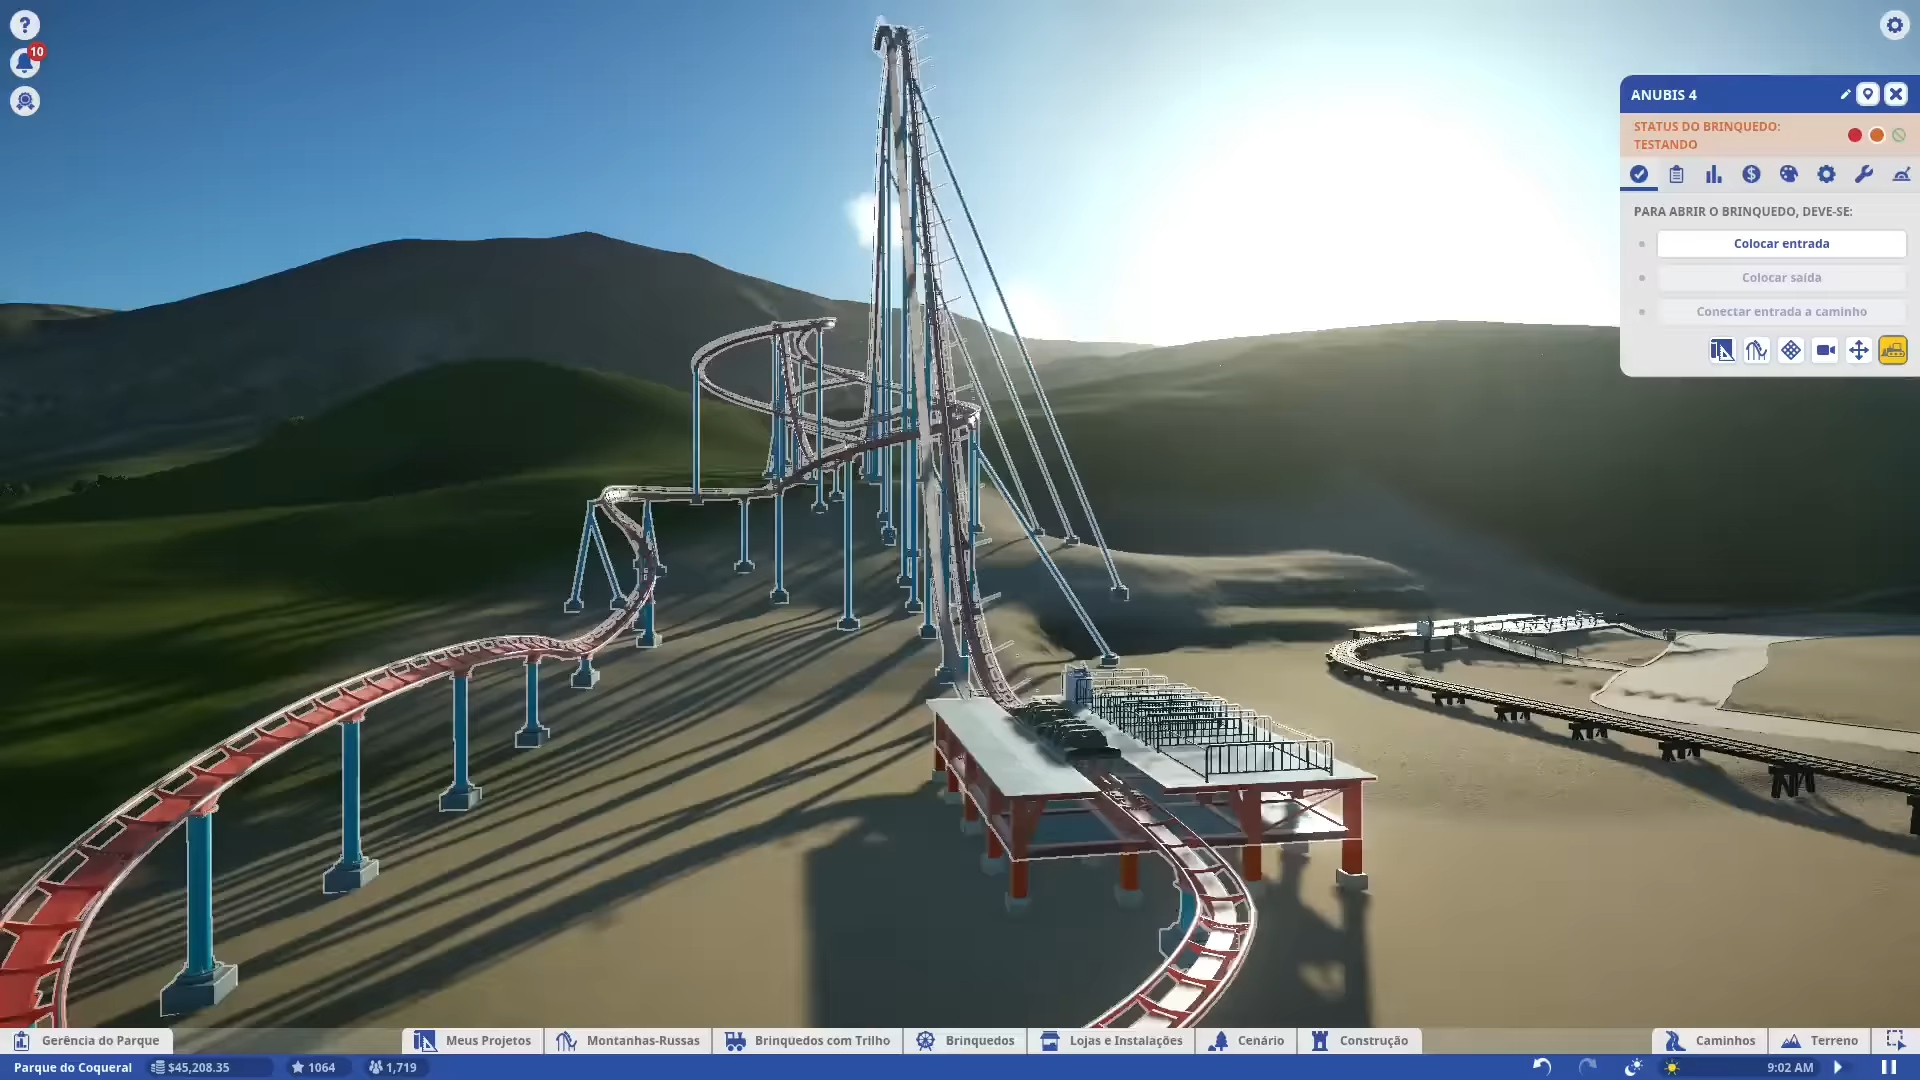 ?
10
ANUBIS 4
STATUS DO BRINQUEDO:
TESTANDO
PARA ABRIR O BRINQUEDO, DEVE-SE:
Colocar entrada
Colocar saída
Conectar entrada a caminho
Gerência do Parque
Meus Projetos
Montanhas-Russas
Brinquedos com Trilho
Brinquedos
Lojas e Instalações
Cenário
Construção
Caminhos
Terreno
Parque do Coqueral
$45,208.35
1064
1,719
9:02 AM